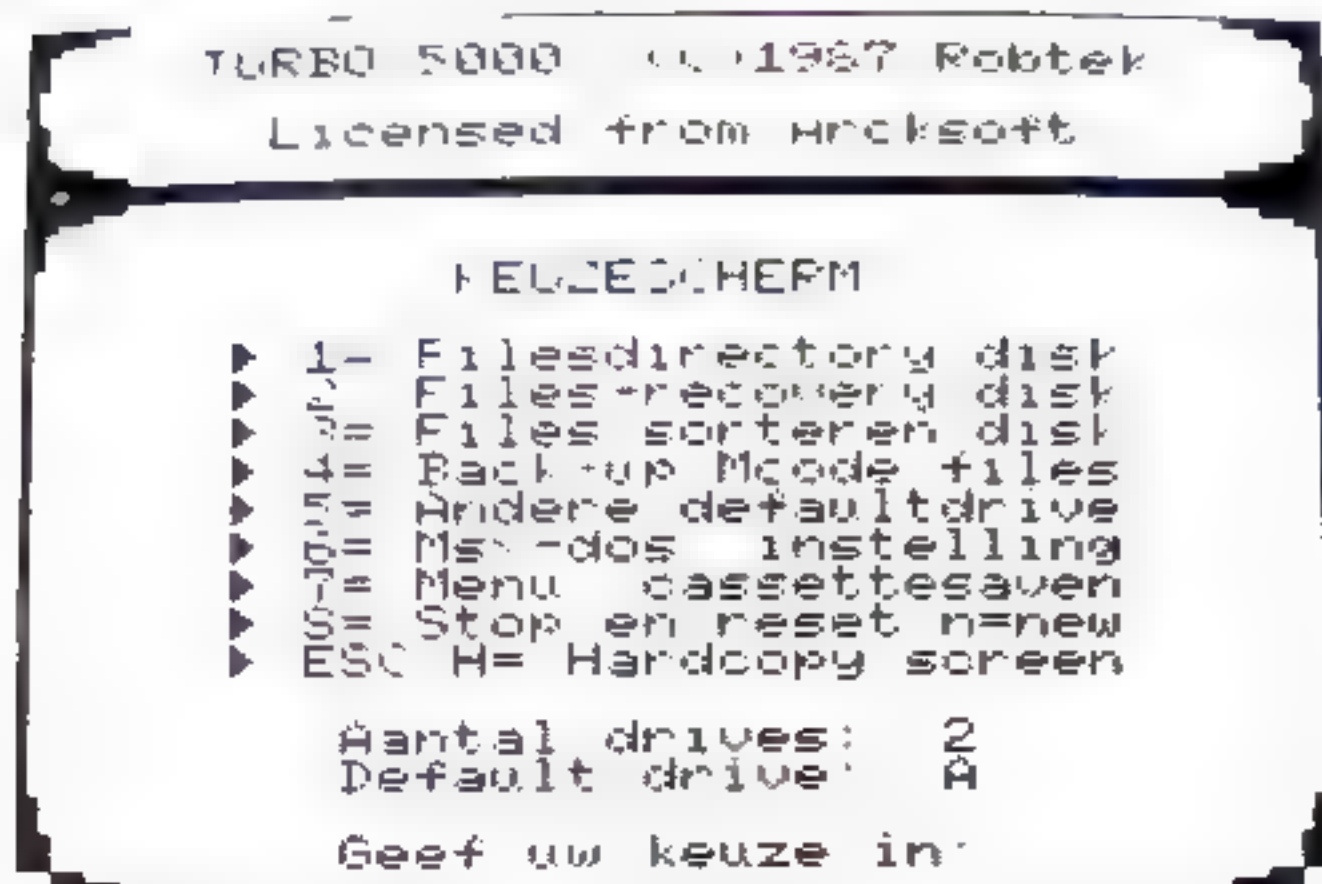 TURBO 5000 (C)1987 Robtek
Licensed from Arcksoft
KEUZESCHERM
1= Filesdirectory disk
2= Files-recovery disk
3= Files sorteren disk
4= Back-up Mcode files
5= Andere defaultdrive
6= Msx-dos instelling
7= Menu cassettesaven
S= Stop en reset n=new
ESC H= Hardcopy screen
Aantal drives: 2
Default drive: A
Geef uw keuze in: